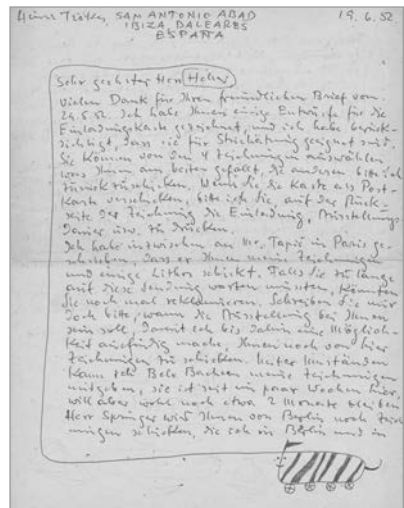 Heinz Trökes, SAN ANTONIO ABAD 19.6.52.
IBIZA BALEARES
ESPAÑA
Sehr geehrter Herr Heller
Vielen Dank für Ihren freundlichen Brief vom
24.5.52. Ich habe Ihnen einige Entwürfe für die
Einladungskarte gezeichnet, und ich habe berück-
sichtigt, dass sie für Strichätzung geeignet sind.
Sie können von den 4 Zeichnungen auswählen
was Ihnen am besten gefällt, die anderen bitte ich
zurückzuschicken. Wenn Sie die Karte als Post-
karte verschicken, bitte ich Sie, auf der Rück-
seite der Zeichnung die Einladung, Ausstellungs-
dauer usw. zu drucken.
Ich habe inzwischen an Mr. Tapié in Paris ge-
schrieben, dass er Ihnen meine Zeichnungen
und einige Lithos schickt. Falls Sie zu lange
auf diese Sendung warten müssten, könnten
Sie noch mal reklamieren. Schreiben Sie mir
doch bitte, wann die Ausstellung bei Ihnen
sein soll, damit ich bis dahin eine Möglich-
keit ausfindig mache, Ihnen noch von hier
Zeichnungen zu schicken. Unter Umständen
kann ich Bele Bachem meine Zeichnungen
mitgeben, sie ist seit ein paar Wochen hier,
will aber wohl noch etwa 2 Monate bleiben
Herr Springer wird Ihnen von Berlin noch Zeich
nungen schicken, die ich in Berlin und in